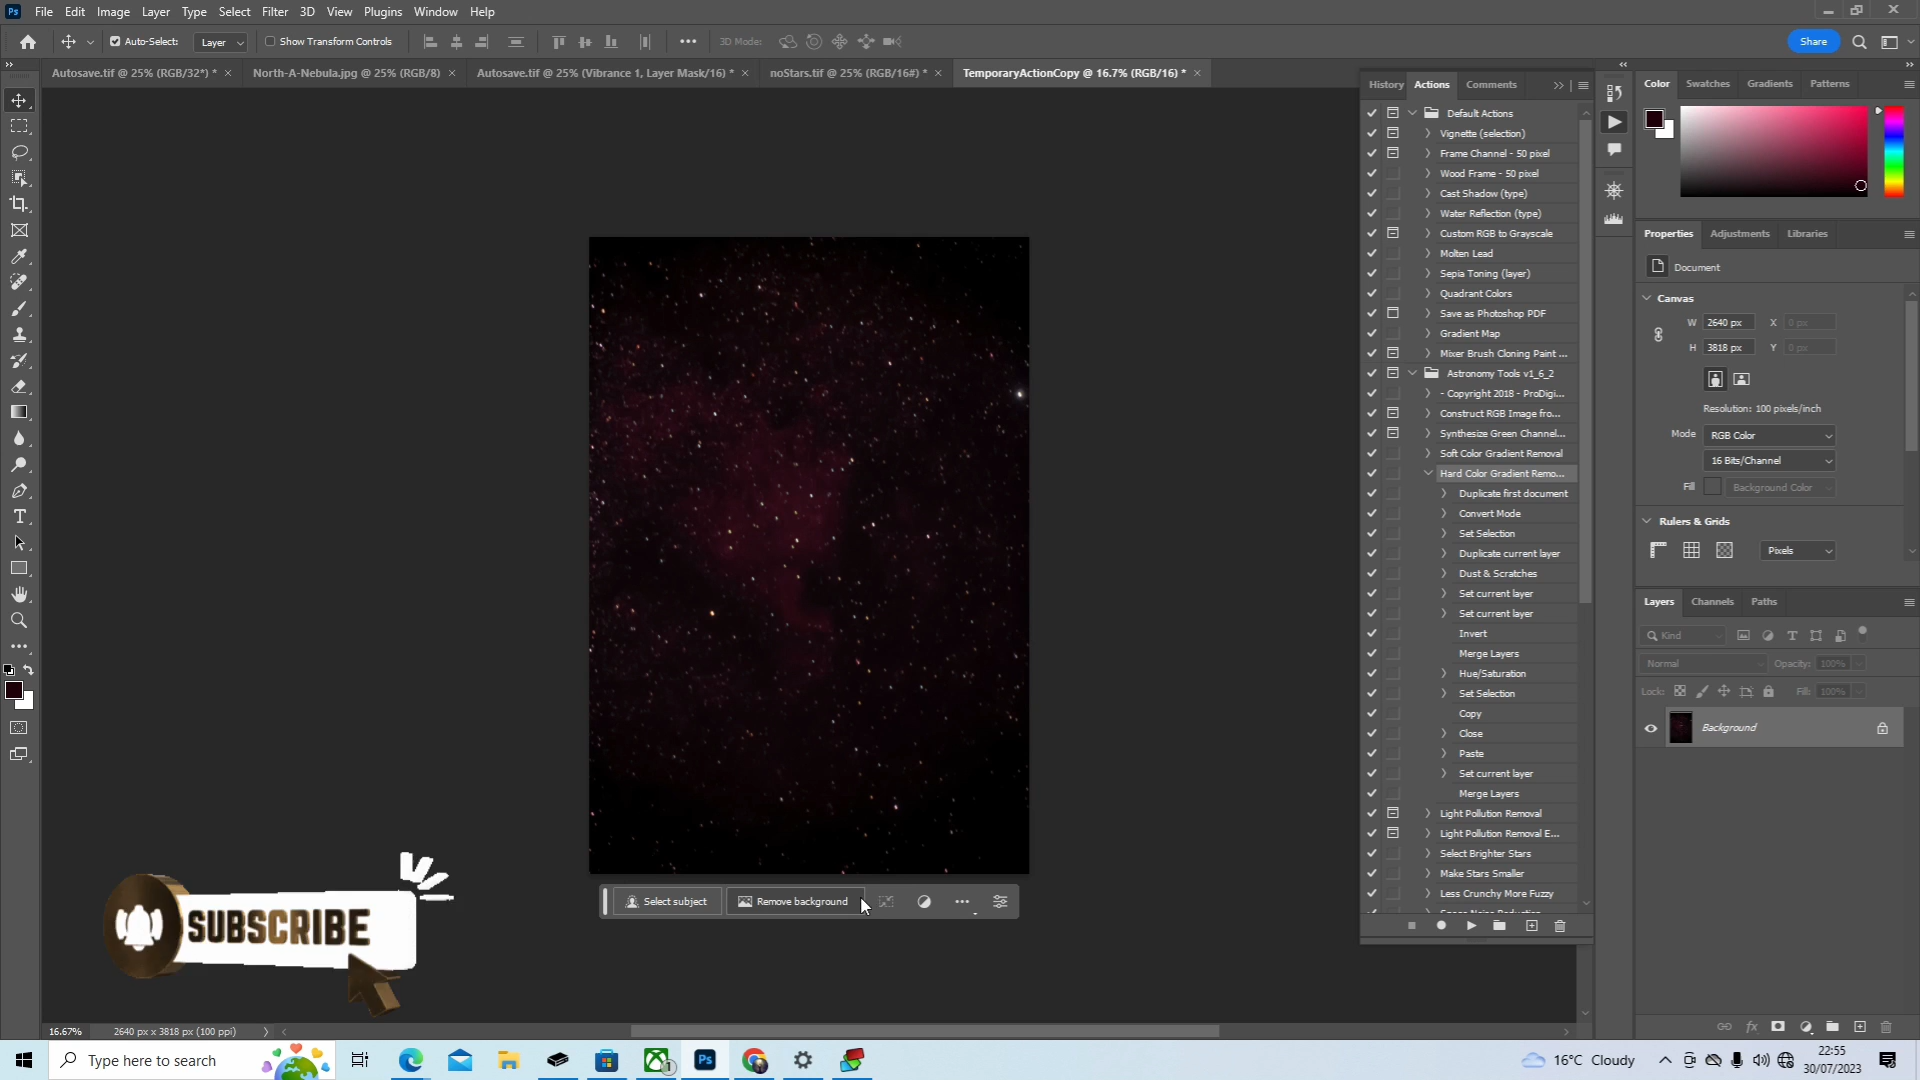 Ps File Edit Image Layer Type Select Filter 3D View Plugins Window Help
Auto-Select: Layer Show Transform Controls 3D Mode: Share
Autosave.tif @ 25% (RGB/32*) * × North-A-Nebula.jpg @ 25% (RGB/8) × Autosave.tif @ 25% (Vibrance 1, Layer Mask/16) * × noStars.tif @ 25% (RGB/16#) * × TemporaryActionCopy @ 16.7% (RGB/16) * ×
History Actions Comments
Default Actions
Vignette (selection)
Frame Channel - 50 pixel
Wood Frame - 50 pixel
Cast Shadow (type)
Water Reflection (type)
Custom RGB to Grayscale
Molten Lead
Sepia Toning (layer)
Quadrant Colors
Save as Photoshop PDF
Gradient Map
Mixer Brush Cloning Paint ...
Astronomy Tools v1_6_2
- Copyright 2018 - ProDigi...
Construct RGB Image fro...
Synthesize Green Channel...
Soft Color Gradient Removal
Hard Color Gradient Remo...
Duplicate first document
Convert Mode
Set Selection
Duplicate current layer
Dust & Scratches
Set current layer
Set current layer
Invert
Merge Layers
Hue/Saturation
Set Selection
Copy
Close
Paste
Set current layer
Merge Layers
Light Pollution Removal
Light Pollution Removal E...
Select Brighter Stars
Make Stars Smaller
Less Crunchy More Fuzzy
Color Swatches Gradients Patterns
Properties Adjustments Libraries
Document
Canvas
W 2640 px X 0 px
H 3818 px Y 0 px
Resolution: 100 pixels/inch
Mode RGB Color
16 Bits/Channel
Fill Background Color
Rulers & Grids
Pixels
Layers Channels Paths
Kind
Normal Opacity: 100%
Lock: Fill: 100%
Background
Select subject Remove background
SUBSCRIBE
16.67% 2640 px x 3818 px (100 ppi)
Type here to search
1
Ps
16°C Cloudy
22:55
30/07/2023